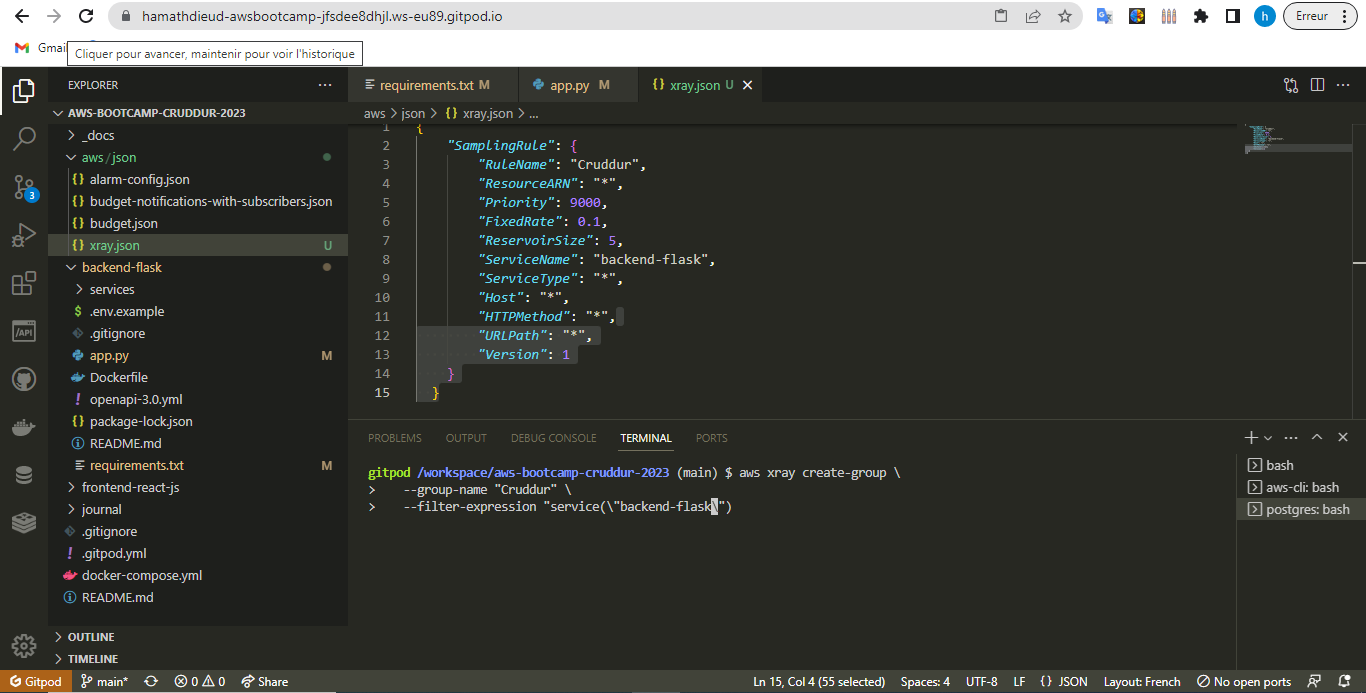 hamathdieud-awsbootcamp-jfsdee8dhjl.ws-eu89.gitpod.io
h
Erreur
Gmail
Cliquer pour avancer, maintenir pour voir l'historique
EXPLORER
requirements.txt M
app.py M
{} xray.json U
aws > json > {} xray.json > ...
AWS-BOOTCAMP-CRUDDUR-2023
_docs
aws / json
{} alarm-config.json
{} budget-notifications-with-subscribers.json
{} budget.json
{} xray.json U
backend-flask
services
$ .env.example
.gitignore
app.py M
Dockerfile
! openapi-3.0.yml
{} package-lock.json
README.md
requirements.txt M
frontend-react-js
journal
.gitignore
! .gitpod.yml
docker-compose.yml
README.md
OUTLINE
TIMELINE
3
/API
1 {
2 "SamplingRule": {
3 "RuleName": "Cruddur",
4 "ResourceARN": "*",
5 "Priority": 9000,
6 "FixedRate": 0.1,
7 "ReservoirSize": 5,
8 "ServiceName": "backend-flask",
9 "ServiceType": "*",
10 "Host": "*",
11 "HTTPMethod": "*",
12 "URLPath": "*",
13 "Version": 1
14 }
15 }
PROBLEMS OUTPUT DEBUG CONSOLE TERMINAL PORTS
gitpod /workspace/aws-bootcamp-cruddur-2023 (main) $ aws xray create-group \
> --group-name "Cruddur" \
> --filter-expression "service(\"backend-flask\")
bash
aws-cli: bash
postgres: bash
Gitpod main* 0 0 Share Ln 15, Col 4 (55 selected) Spaces: 4 UTF-8 LF {} JSON Layout: French No open ports